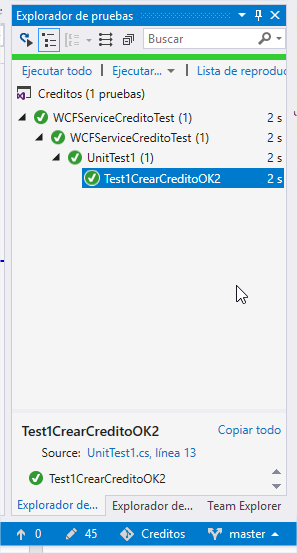 Explorador de pruebas
Buscar
Ejecutar todo | Ejecutar... | Lista de reproduc
Creditos (1 pruebas)
WCFServiceCreditoTest (1) 2 s
WCFServiceCreditoTest (1) 2 s
UnitTest1 (1) 2 s
Test1CrearCreditoOK2 2 s
Test1CrearCreditoOK2 Copiar todo
Source: UnitTest1.cs, línea 13
Test1CrearCreditoOK2
Explorador de... Explorador de... Team Explorer
0 45 Creditos master